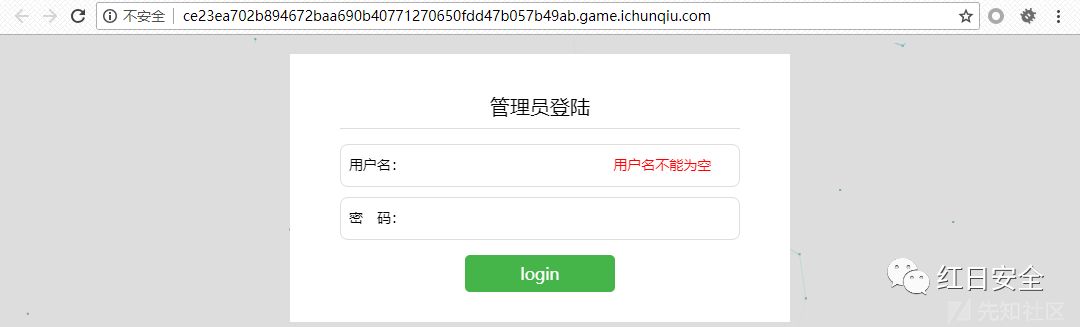 不安全 ce23ea702b894672baa690b40771270650fdd47b057b49ab.game.ichunqiu.com
管理员登陆
用户名： 用户名不能为空
密 码：
login
红日安全
先知社区